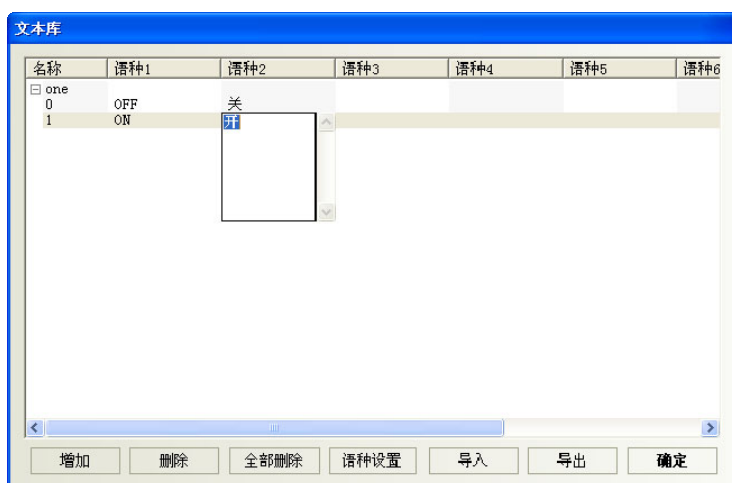 文本库
名称 语种1 语种2 语种3 语种4 语种5 语种6
one
0 OFF 关
1 ON 开
增加 删除 全部删除 语种设置 导入 导出 确定